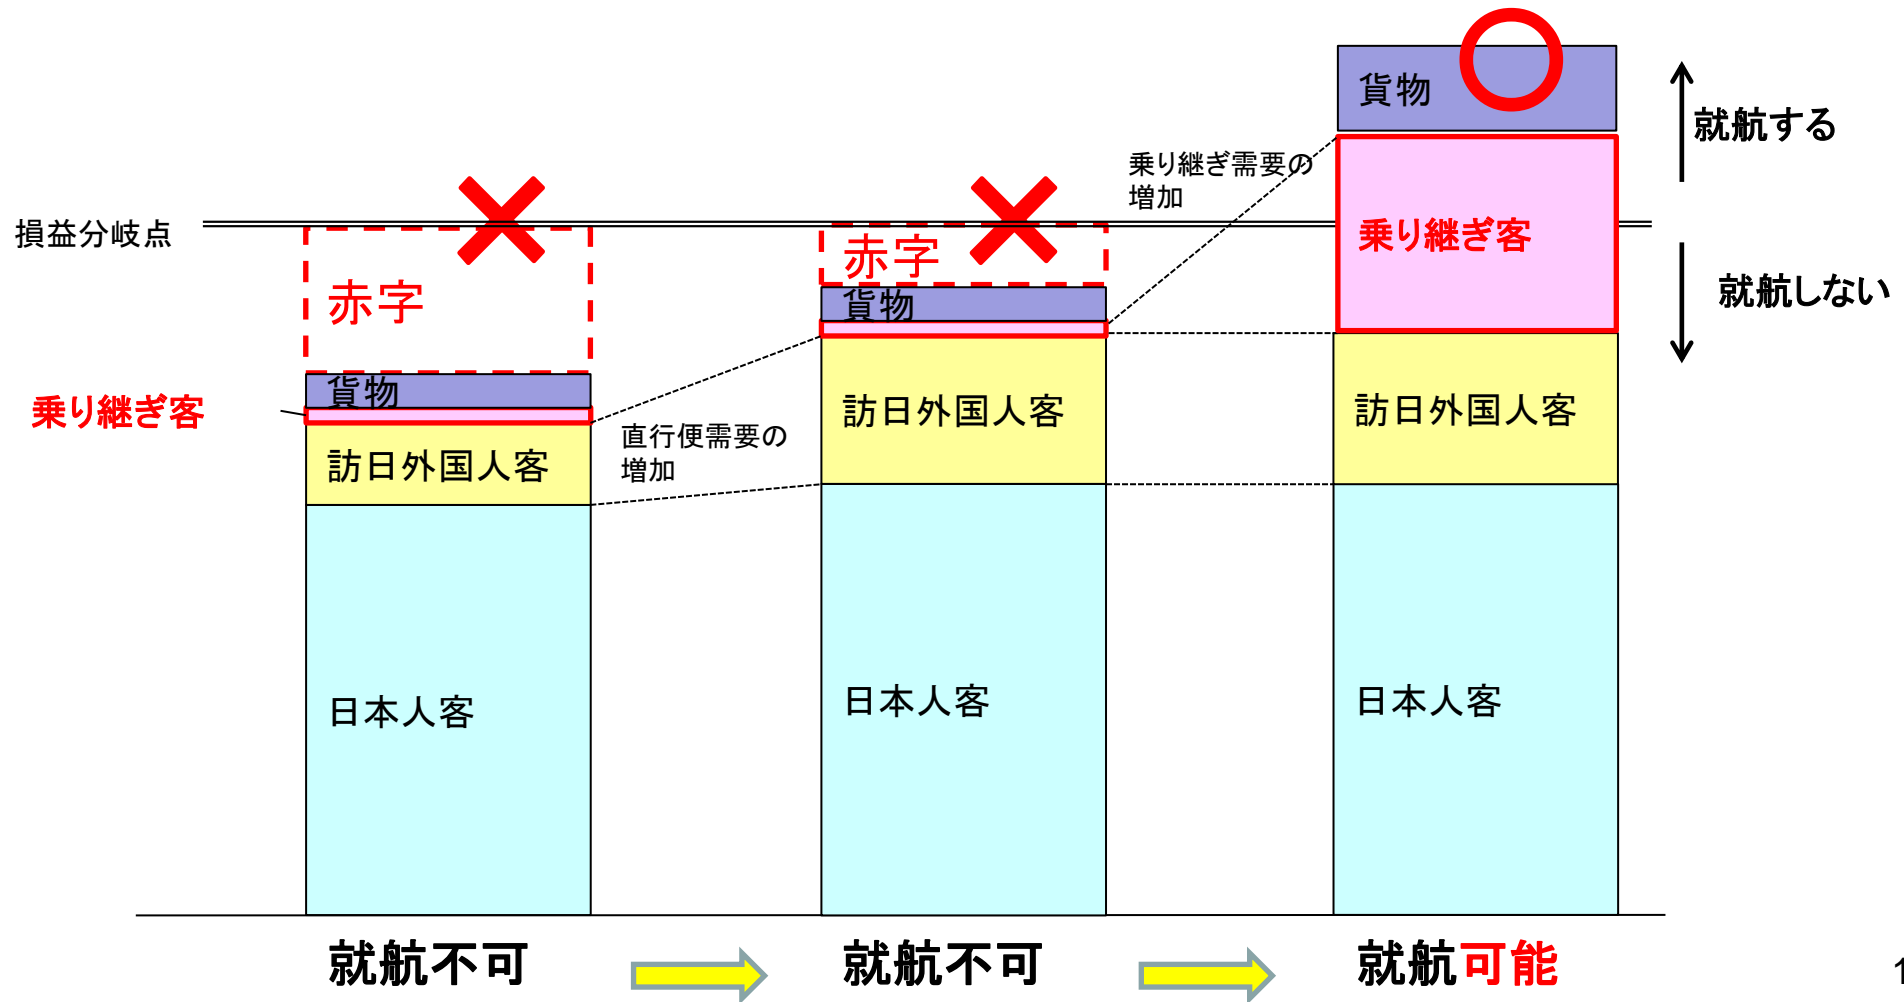 貨物
就航する
乗り継ぎ需要の
増加
損益分岐点
赤字
赤字
乗り継ぎ客
就航しない
貨物
貨物
乗り継ぎ客
訪日外国人客
訪日外国人客
直行便需要の
増加
訪日外国人客
日本人客
日本人客
日本人客
就航不可
就航不可
就航可能
1